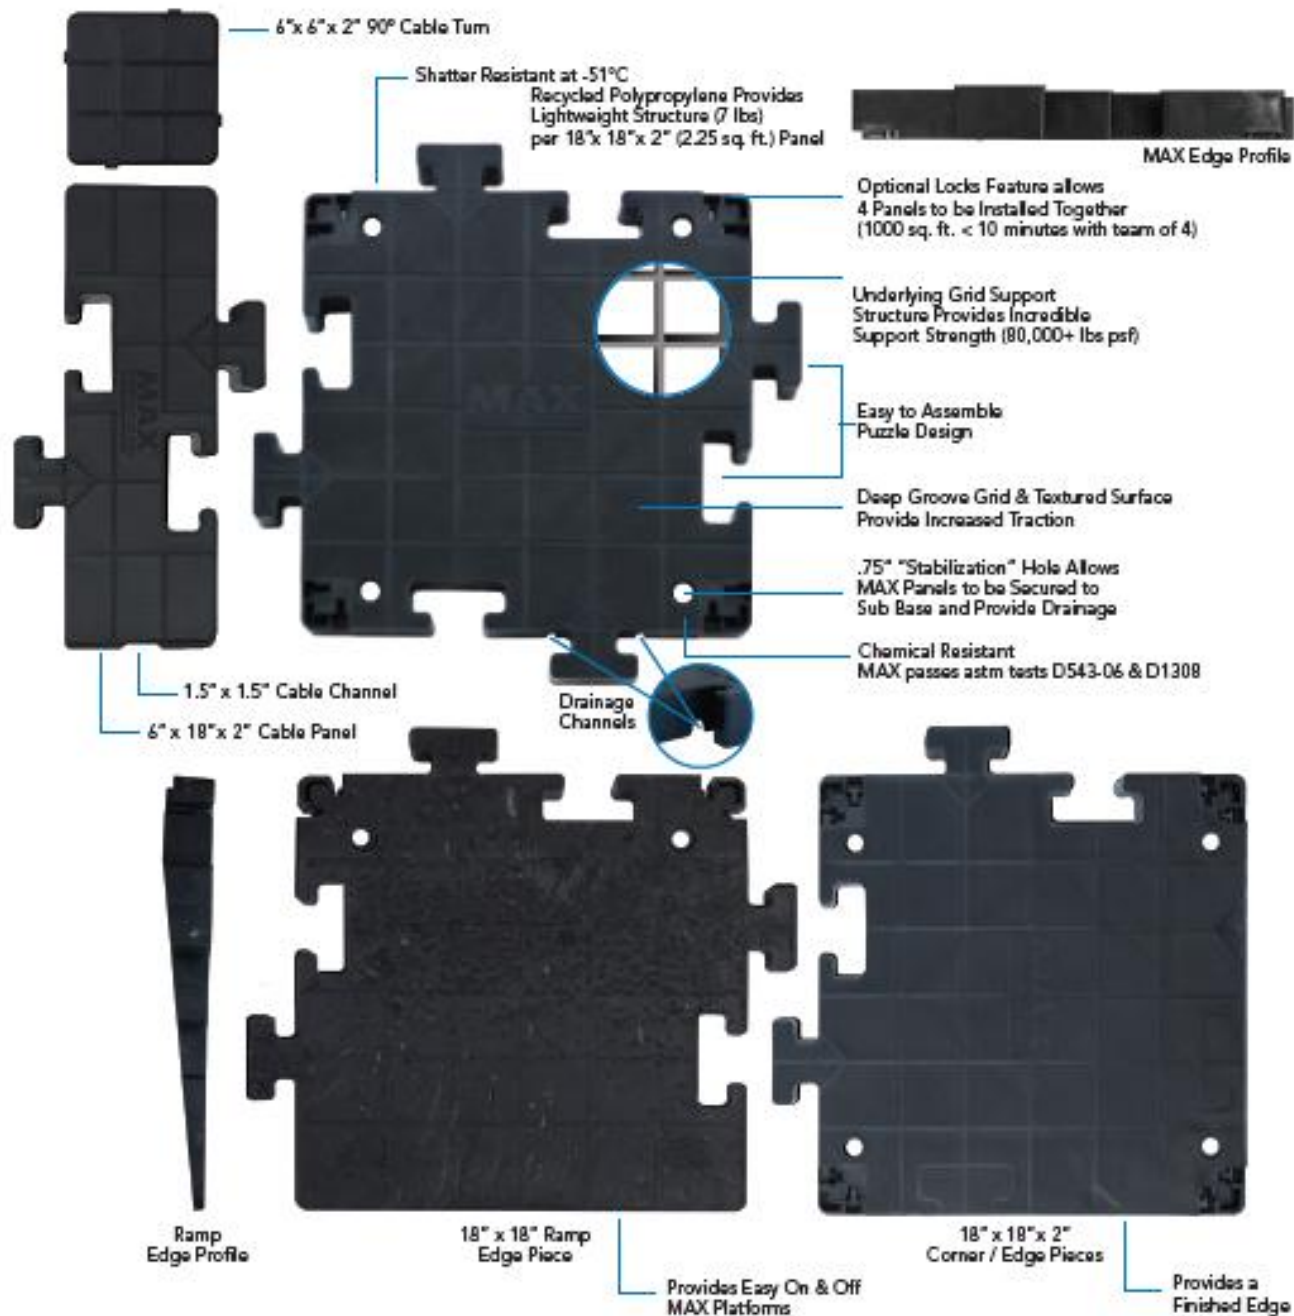 6"x 6"x 2" 90° Cable Turn
Shatter Resistant at -51°C
Recycled Polypropylene Provides
Lightweight Structure (7 lbs)
per 18"x 18"x 2" (2.25 sq. ft.) Panel
MAX Edge Profile
Optional Locks Feature allows
4 Panels to be Installed Together
(1000 sq. ft. < 10 minutes with team of 4)
Underlying Grid Support
Structure Provides Incredible
Support Strength (80,000+ lbs psf)
MAX
MAX
Easy to Assemble
Puzzle Design
Deep Groove Grid & Textured Surface
Provide Increased Traction
.75" "Stabilization" Hole Allows
MAX Panels to be Secured to
Sub Base and Provide Drainage
Chemical Resistant
MAX passes astm tests D543-06 & D1308
1.5" x 1.5" Cable Channel
6" x 18"x 2" Cable Panel
Drainage
Channels
Ramp
Edge Profile
18" x 18" Ramp
Edge Piece
Provides Easy On & Off
MAX Platforms
18" x 18"x 2"
Corner / Edge Pieces
Provides a
Finished Edge